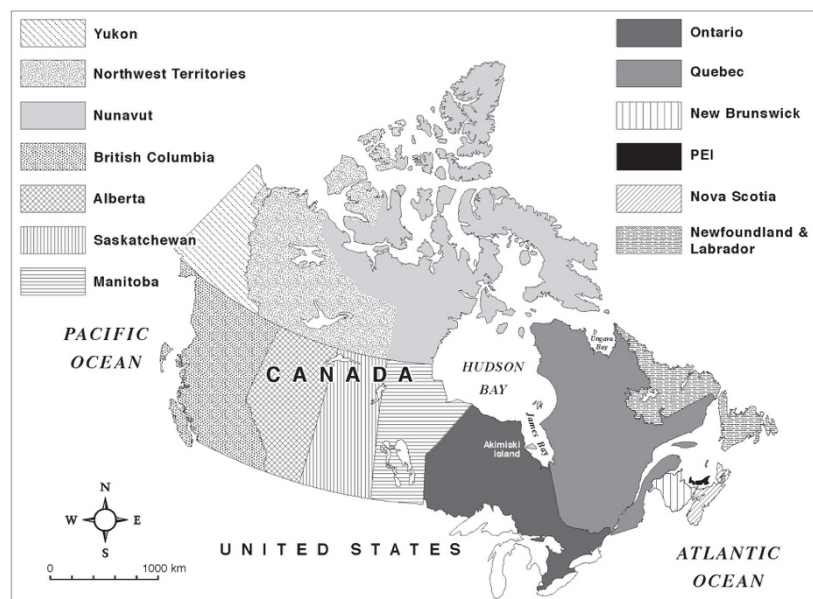 Yukon
Northwest Territories
Nunavut
British Columbia
Alberta
Saskatchewan
Manitoba
Ontario
Quebec
New Brunswick
PEI
Nova Scotia
Newfoundland &
Labrador
PACIFIC
OCEAN
CANADA
HUDSON
BAY
Ungava
Bay
James Bay
Akimiski
Island
l
N
W E
S
0 1000 km
UNITED STATES
ATLANTIC
OCEAN